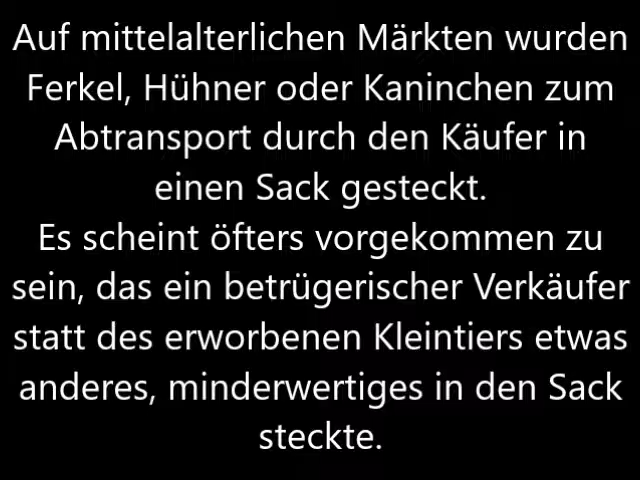 Auf mittelalterlichen Märkten wurden
Ferkel, Hühner oder Kaninchen zum
Abtransport durch den Käufer in
einen Sack gesteckt.
Es scheint öfters vorgekommen zu
sein, das ein betrügerischer Verkäufer
statt des erworbenen Kleintiers etwas
anderes, minderwertiges in den Sack
steckte.